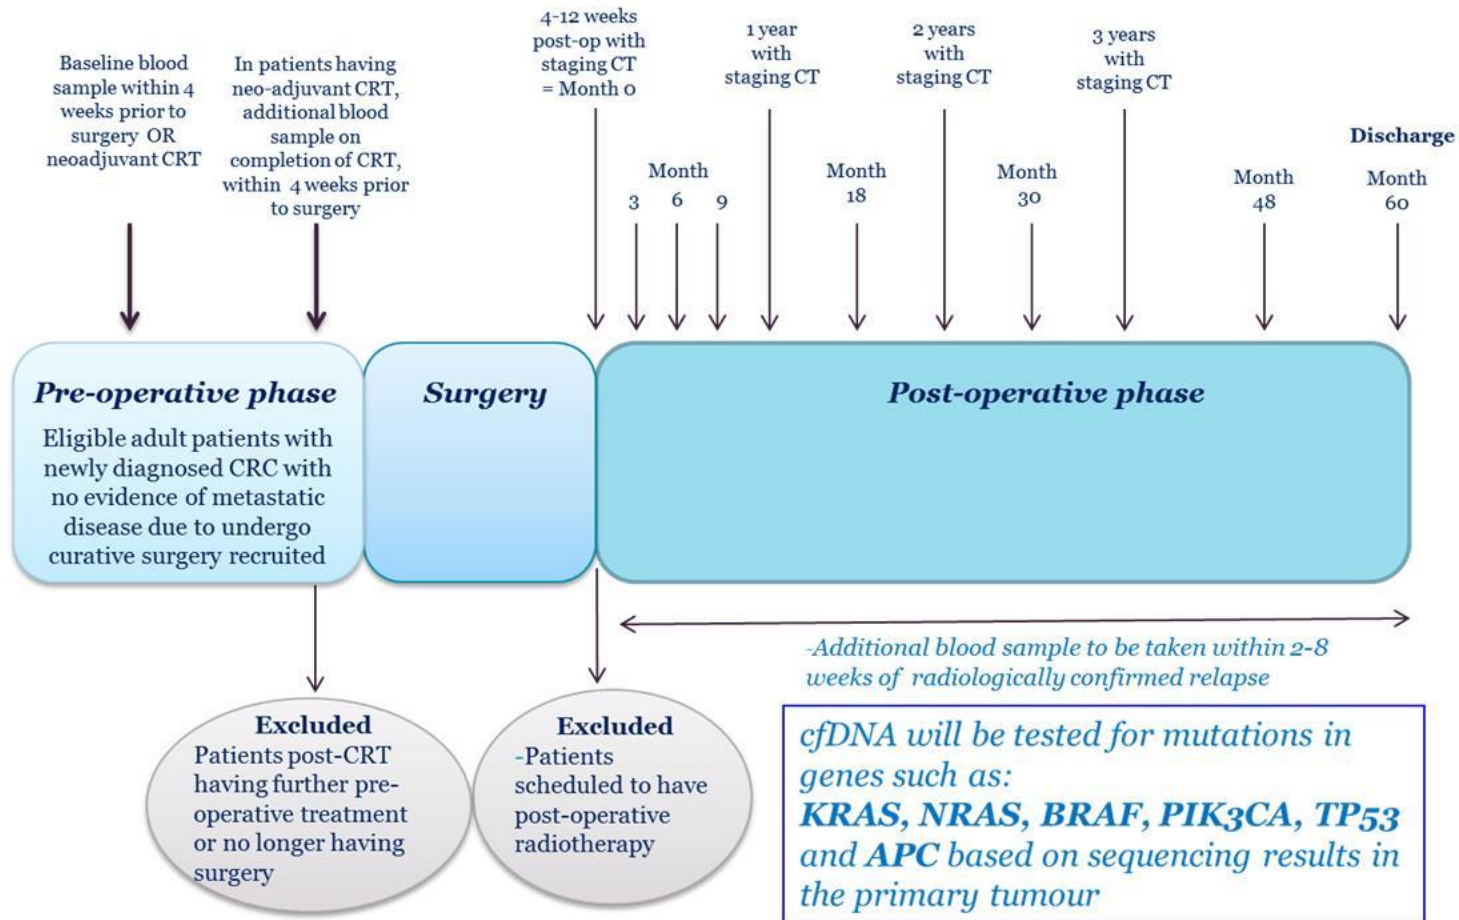 Baseline blood
sample within 4
weeks prior to
surgery OR
neoadjuvant CRT
In patients having
neo-adjuvant CRT,
additional blood
sample on
completion of CRT,
within 4 weeks prior
to surgery
4-12 weeks
post-op with
staging CT
= Month 0
1 year
with
staging CT
2 years
with
staging CT
3 years
with
staging CT
Month
3
6
9
Month
18
Month
30
Month
48
Discharge
Month
60
Pre-operative phase
Eligible adult patients with
newly diagnosed CRC with
no evidence of metastatic
disease due to undergo
curative surgery recruited
Surgery
Post-operative phase
Excluded
Patients post-CRT
having further pre-
operative treatment
or no longer having
surgery
Excluded
-Patients
scheduled to have
post-operative
radiotherapy
-Additional blood sample to be taken within 2-8
weeks of radiologically confirmed relapse
cfDNA will be tested for mutations in
genes such as:
KRAS, NRAS, BRAF, PIK3CA, TP53
and APC based on sequencing results in
the primary tumour